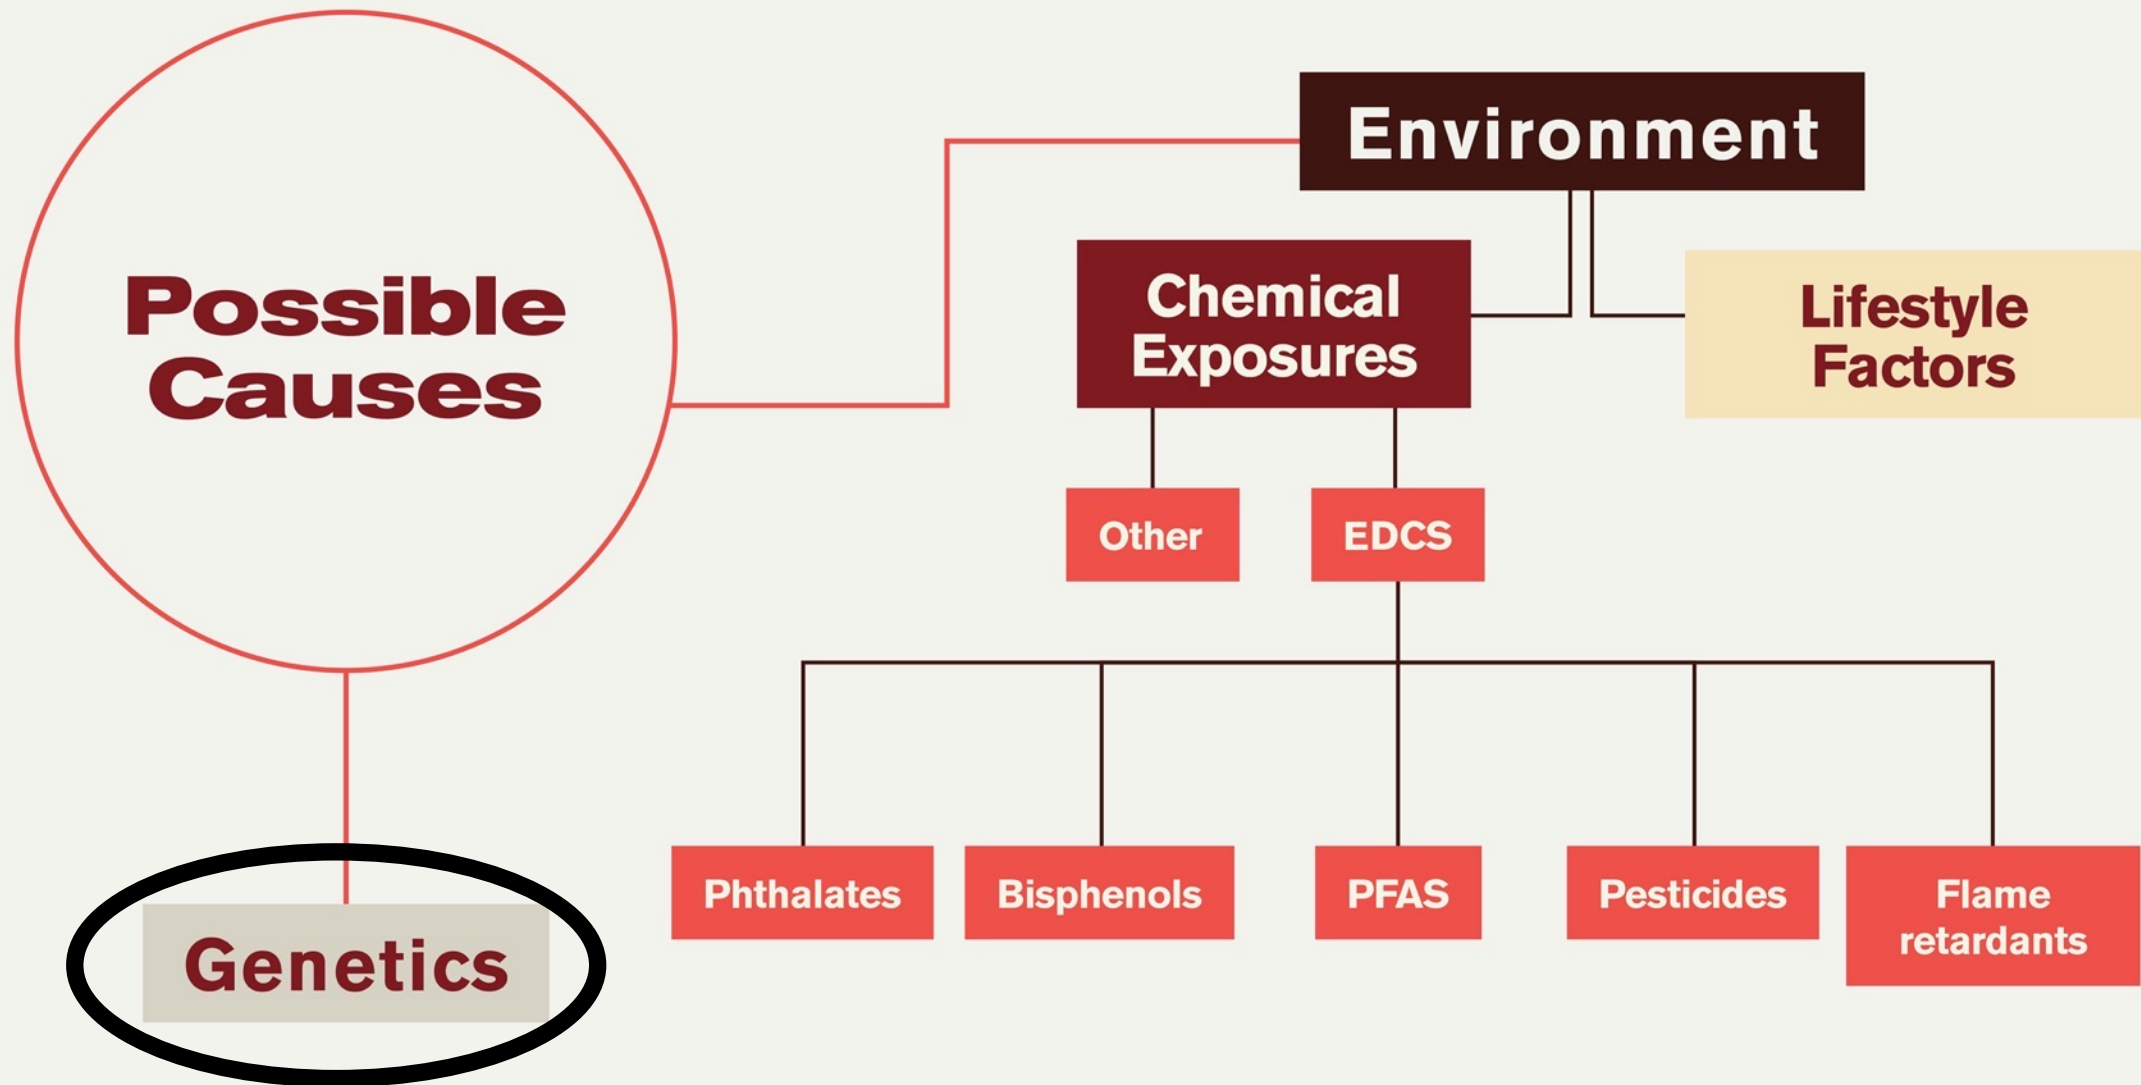 Possible
Causes
Environment
Chemical
Exposures
Lifestyle
Factors
Other
EDCS
Phthalates
Bisphenols
PFAS
Pesticides
Flame
retardants
Genetics